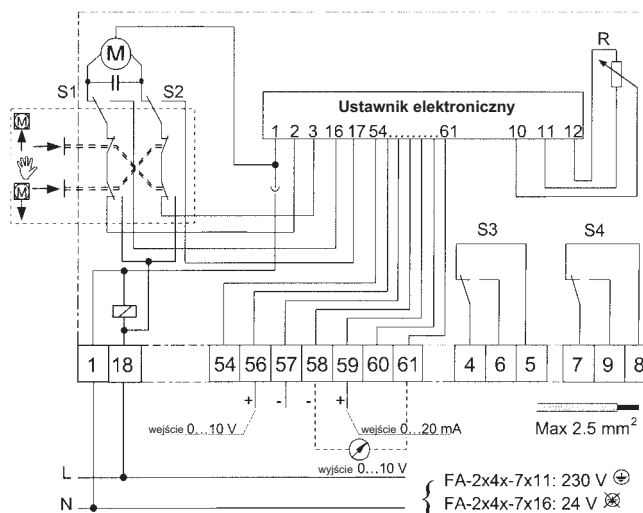 M
S1
S2
R
M
M
Ustawnik elektroniczny
1 2 3 16 17 54........61 10 11 12
S3
S4
1 18 54 56 57 58 59 60 61 4 6 5 7 9 8
+ - - +
wejście 0...10 V
wejście 0...20 mA
Max 2.5 mm²
wyjście 0...10 V
L
N
FA-2x4x-7x11: 230 V
FA-2x4x-7x16: 24 V